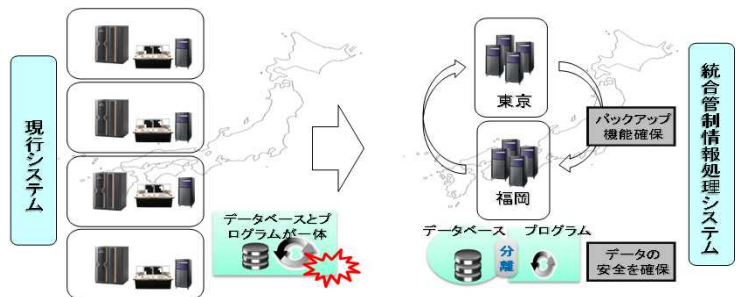 現行システム
データベースとプ
ログラムが一体
東京
福岡
バックアップ
機能確保
データベース
分離
プログラム
データの
安全を確保
統合管制情報処理システム